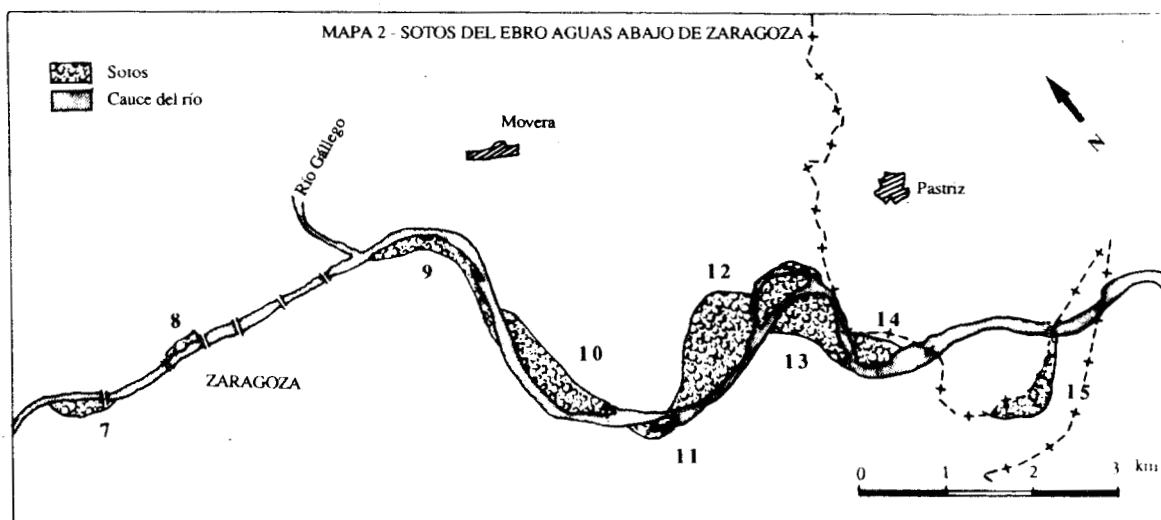 MAPA 2 - SOTOS DEL EBRO AGUAS ABAJO DE ZARAGOZA
Sotos
Cauce del río
N
Movera
Río Gállego
Pastriz
9
12
8
10
13
14
ZARAGOZA
7
11
15
0 1 2 3 km